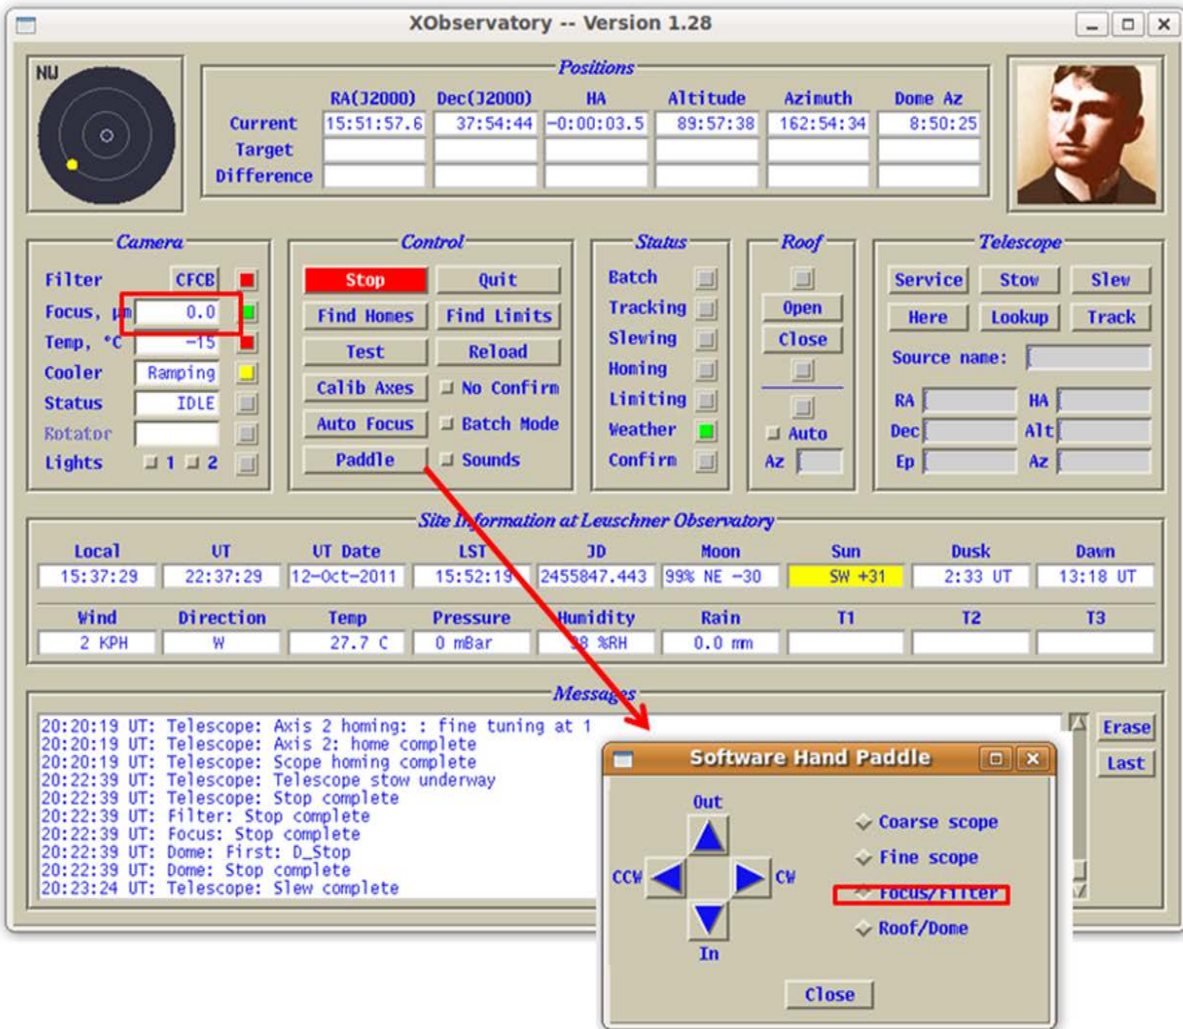 XObservatory -- Version 1.28
NW
Positions
RA(J2000) Dec(J2000) HA Altitude Azimuth Dome Az
Current 15:51:57.6 37:54:44 -0:00:03.5 89:57:38 162:54:34 8:50:25
Target
Difference
Camera
Filter CFCB
Focus, µm 0.0
Temp, °C -15
Cooler Ramping
Status IDLE
Rotator
Lights 1 2
Control
Stop Quit
Find Homes Find Limits
Test Reload
Calib Axes No Confirm
Auto Focus Batch Mode
Paddle Sounds
Status
Batch
Tracking
Slewing
Homing
Limiting
Weather
Confirm
Roof
Open
Close
Auto
Az
Telescope
Service Stow Slew
Here Lookup Track
Source name:
RA HA
Dec Alt
Ep Az
Site Information at Leuschner Observatory
Local UT UT Date LST JD Moon Sun Dusk Dawn
15:37:29 22:37:29 12-Oct-2011 15:52:19 2455847.443 99% NE -30 SW +31 2:33 UT 13:18 UT
Wind Direction Temp Pressure Humidity Rain T1 T2 T3
2 KPH W 27.7 C 0 mBar %RH 0.0 mm
Messages
20:20:19 UT: Telescope: Axis 2 homing: : fine tuning at 1
20:20:19 UT: Telescope: Axis 2: home complete
20:20:19 UT: Telescope: Scope homing complete
20:22:39 UT: Telescope: Telescope stow underway
20:22:39 UT: Telescope: Stop complete
20:22:39 UT: Filter: Stop complete
20:22:39 UT: Focus: Stop complete
20:22:39 UT: Dome: First: D_Stop
20:22:39 UT: Dome: Stop complete
20:23:24 UT: Telescope: Slew complete
Erase
Last
Software Hand Paddle
Out
CCW CW
In
Coarse scope
Fine scope
Focus/Filter
Roof/Dome
Close